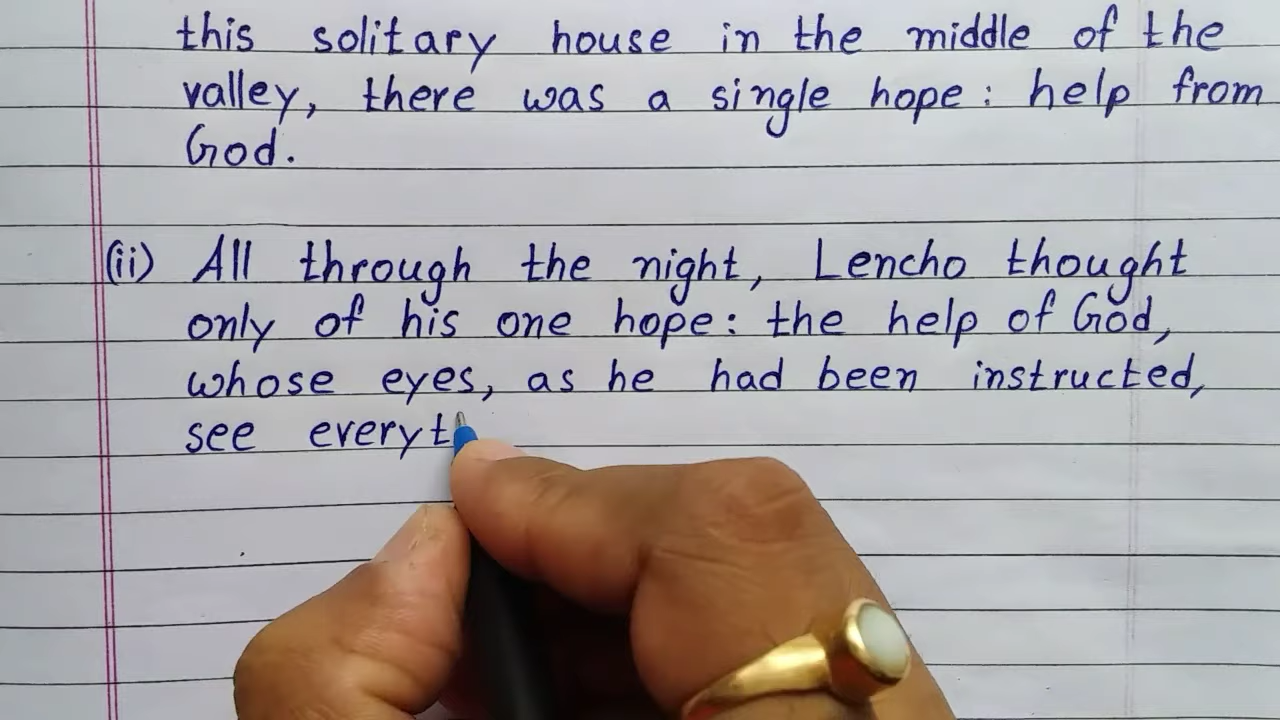 this solitary house in the middle of the
valley, there was a single hope: help from
God.
(ii) All through the night, Lencho thought
only of his one hope: the help of God,
whose eyes, as he had been instructed,
see everyt